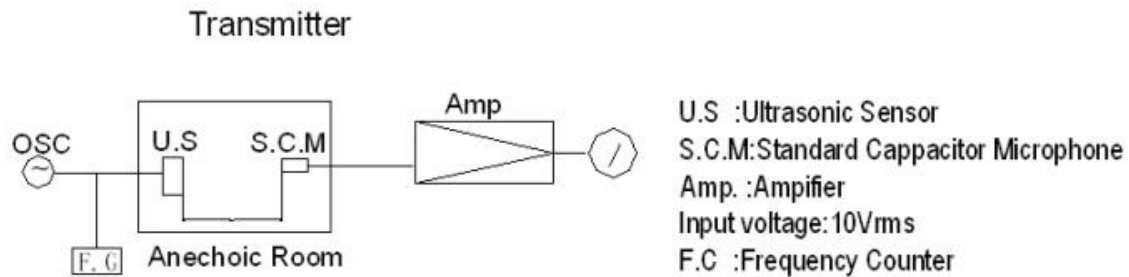 Transmitter
OSC
U.S
S.C.M
Amp
F.G
Anechoic Room
U.S :Ultrasonic Sensor
S.C.M:Standard Cappacitor Microphone
Amp. :Ampifier
Input voltage:10Vrms
F.C :Frequency Counter